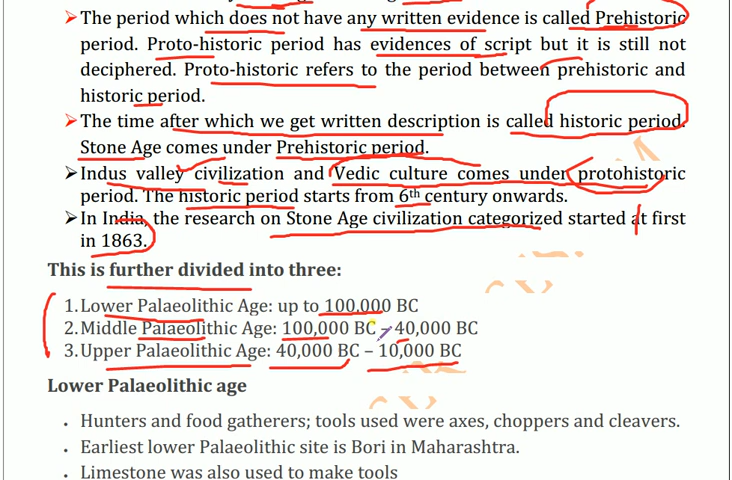 ➤ The period which does not have any written evidence is called Prehistoric
period. Proto-historic period has evidences of script but it is still not
deciphered. Proto-historic refers to the period between prehistoric and
historic period.
➤ The time after which we get written description is called historic period.
Stone Age comes under Prehistoric period.
➤ Indus valley civilization and Vedic culture comes under protohistoric
period. The historic period starts from 6th century onwards.
➤ In India, the research on Stone Age civilization categorized started at first
in 1863.
This is further divided into three:
1. Lower Palaeolithic Age: up to 100,000 BC
2. Middle Palaeolithic Age: 100,000 BC – 40,000 BC
3. Upper Palaeolithic Age: 40,000 BC – 10,000 BC
Lower Palaeolithic age
• Hunters and food gatherers; tools used were axes, choppers and cleavers.
• Earliest lower Palaeolithic site is Bori in Maharashtra.
• Limestone was also used to make tools